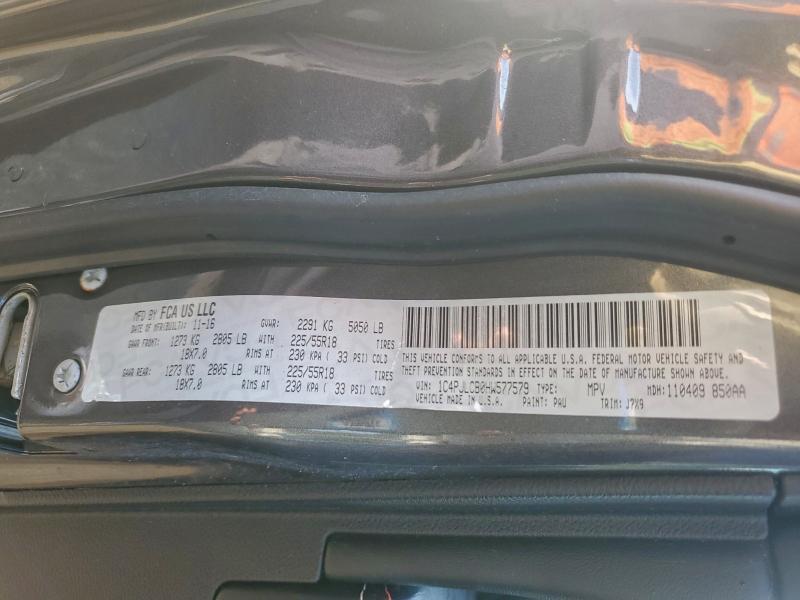 MFD BY FCA US LLC
DATE OF MFR(BUILT): 11-16 GVWR: 2291 KG 5050 LB
GAWR FRONT: 1273 KG 2805 LB WITH 225/55R18 TIRES
18X7.0 RIMS AT 230 KPA ( 33 PSI) COLD
GAWR REAR: 1273 KG 2805 LB WITH 225/55R18 TIRES
18X7.0 RIMS AT 230 KPA ( 33 PSI) COLD
THIS VEHICLE CONFORMS TO ALL APPLICABLE U.S.A. FEDERAL MOTOR VEHICLE SAFETY AND
THEFT PREVENTION STANDARDS IN EFFECT ON THE DATE OF MANUFACTURE SHOWN ABOVE.
VIN: 1C4PJLCB0HW577579 TYPE: MPV MDH: 110409 850AA
VEHICLE MADE IN U.S.A. PAINT: PAU TRIM: J7X9